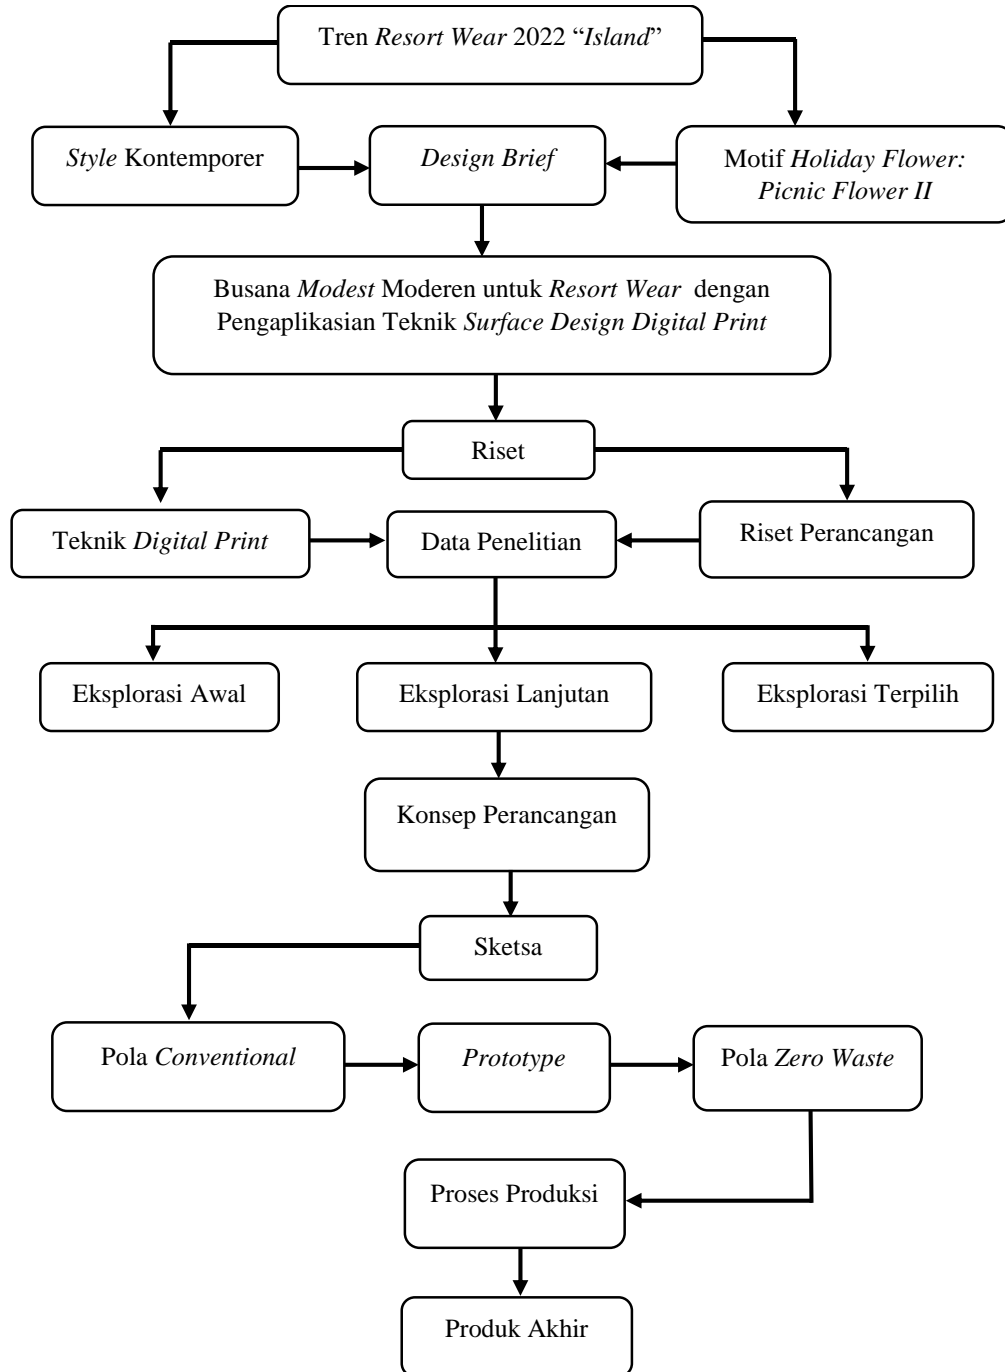 Tren Resort Wear 2022 “Island”
Style Kontemporer
Design Brief
Motif Holiday Flower:
Picnic Flower II
Busana Modest Moderen untuk Resort Wear dengan
Pengaplikasian Teknik Surface Design Digital Print
Riset
Teknik Digital Print
Data Penelitian
Riset Perancangan
Eksplorasi Awal
Eksplorasi Lanjutan
Eksplorasi Terpilih
Konsep Perancangan
Sketsa
Pola Conventional
Prototype
Pola Zero Waste
Proses Produksi
Produk Akhir